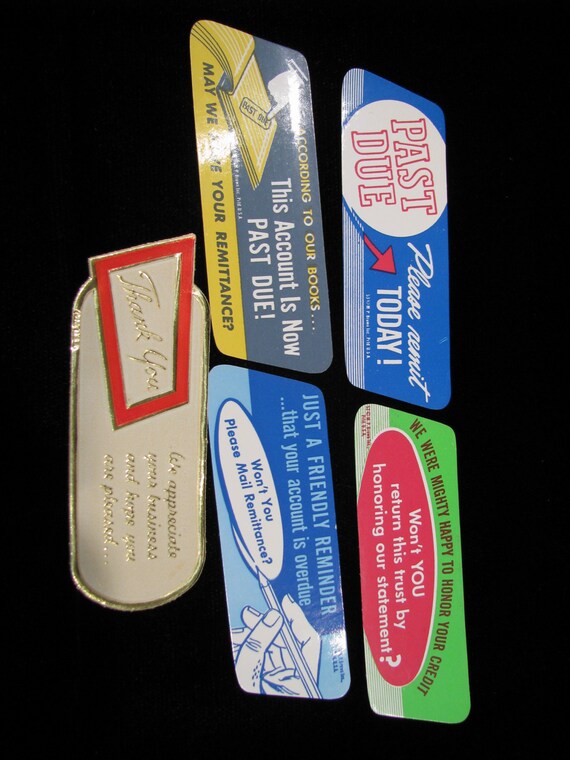 PAST DUE
ACCORDING TO OUR BOOKS....
This Account Is Now
PAST DUE!
MAY WE HAVE YOUR REMITTANCE?
PAST
DUE
Please remit
TODAY!
Thank You
We appreciate
your business
and hope you
are pleased....
JUST A FRIENDLY REMINDER
...that your account is overdue
Won't You
Please Mail Remittance?
WE WERE MIGHTY HAPPY TO HONOR YOUR CREDIT
Won't YOU
return this trust by
honoring our statement?